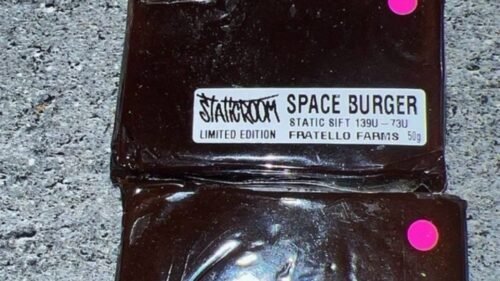 STATICROOM SPACE BURGER
STATIC SIFT 139U-73U
LIMITED EDITION FRATELLO FARMS 50g